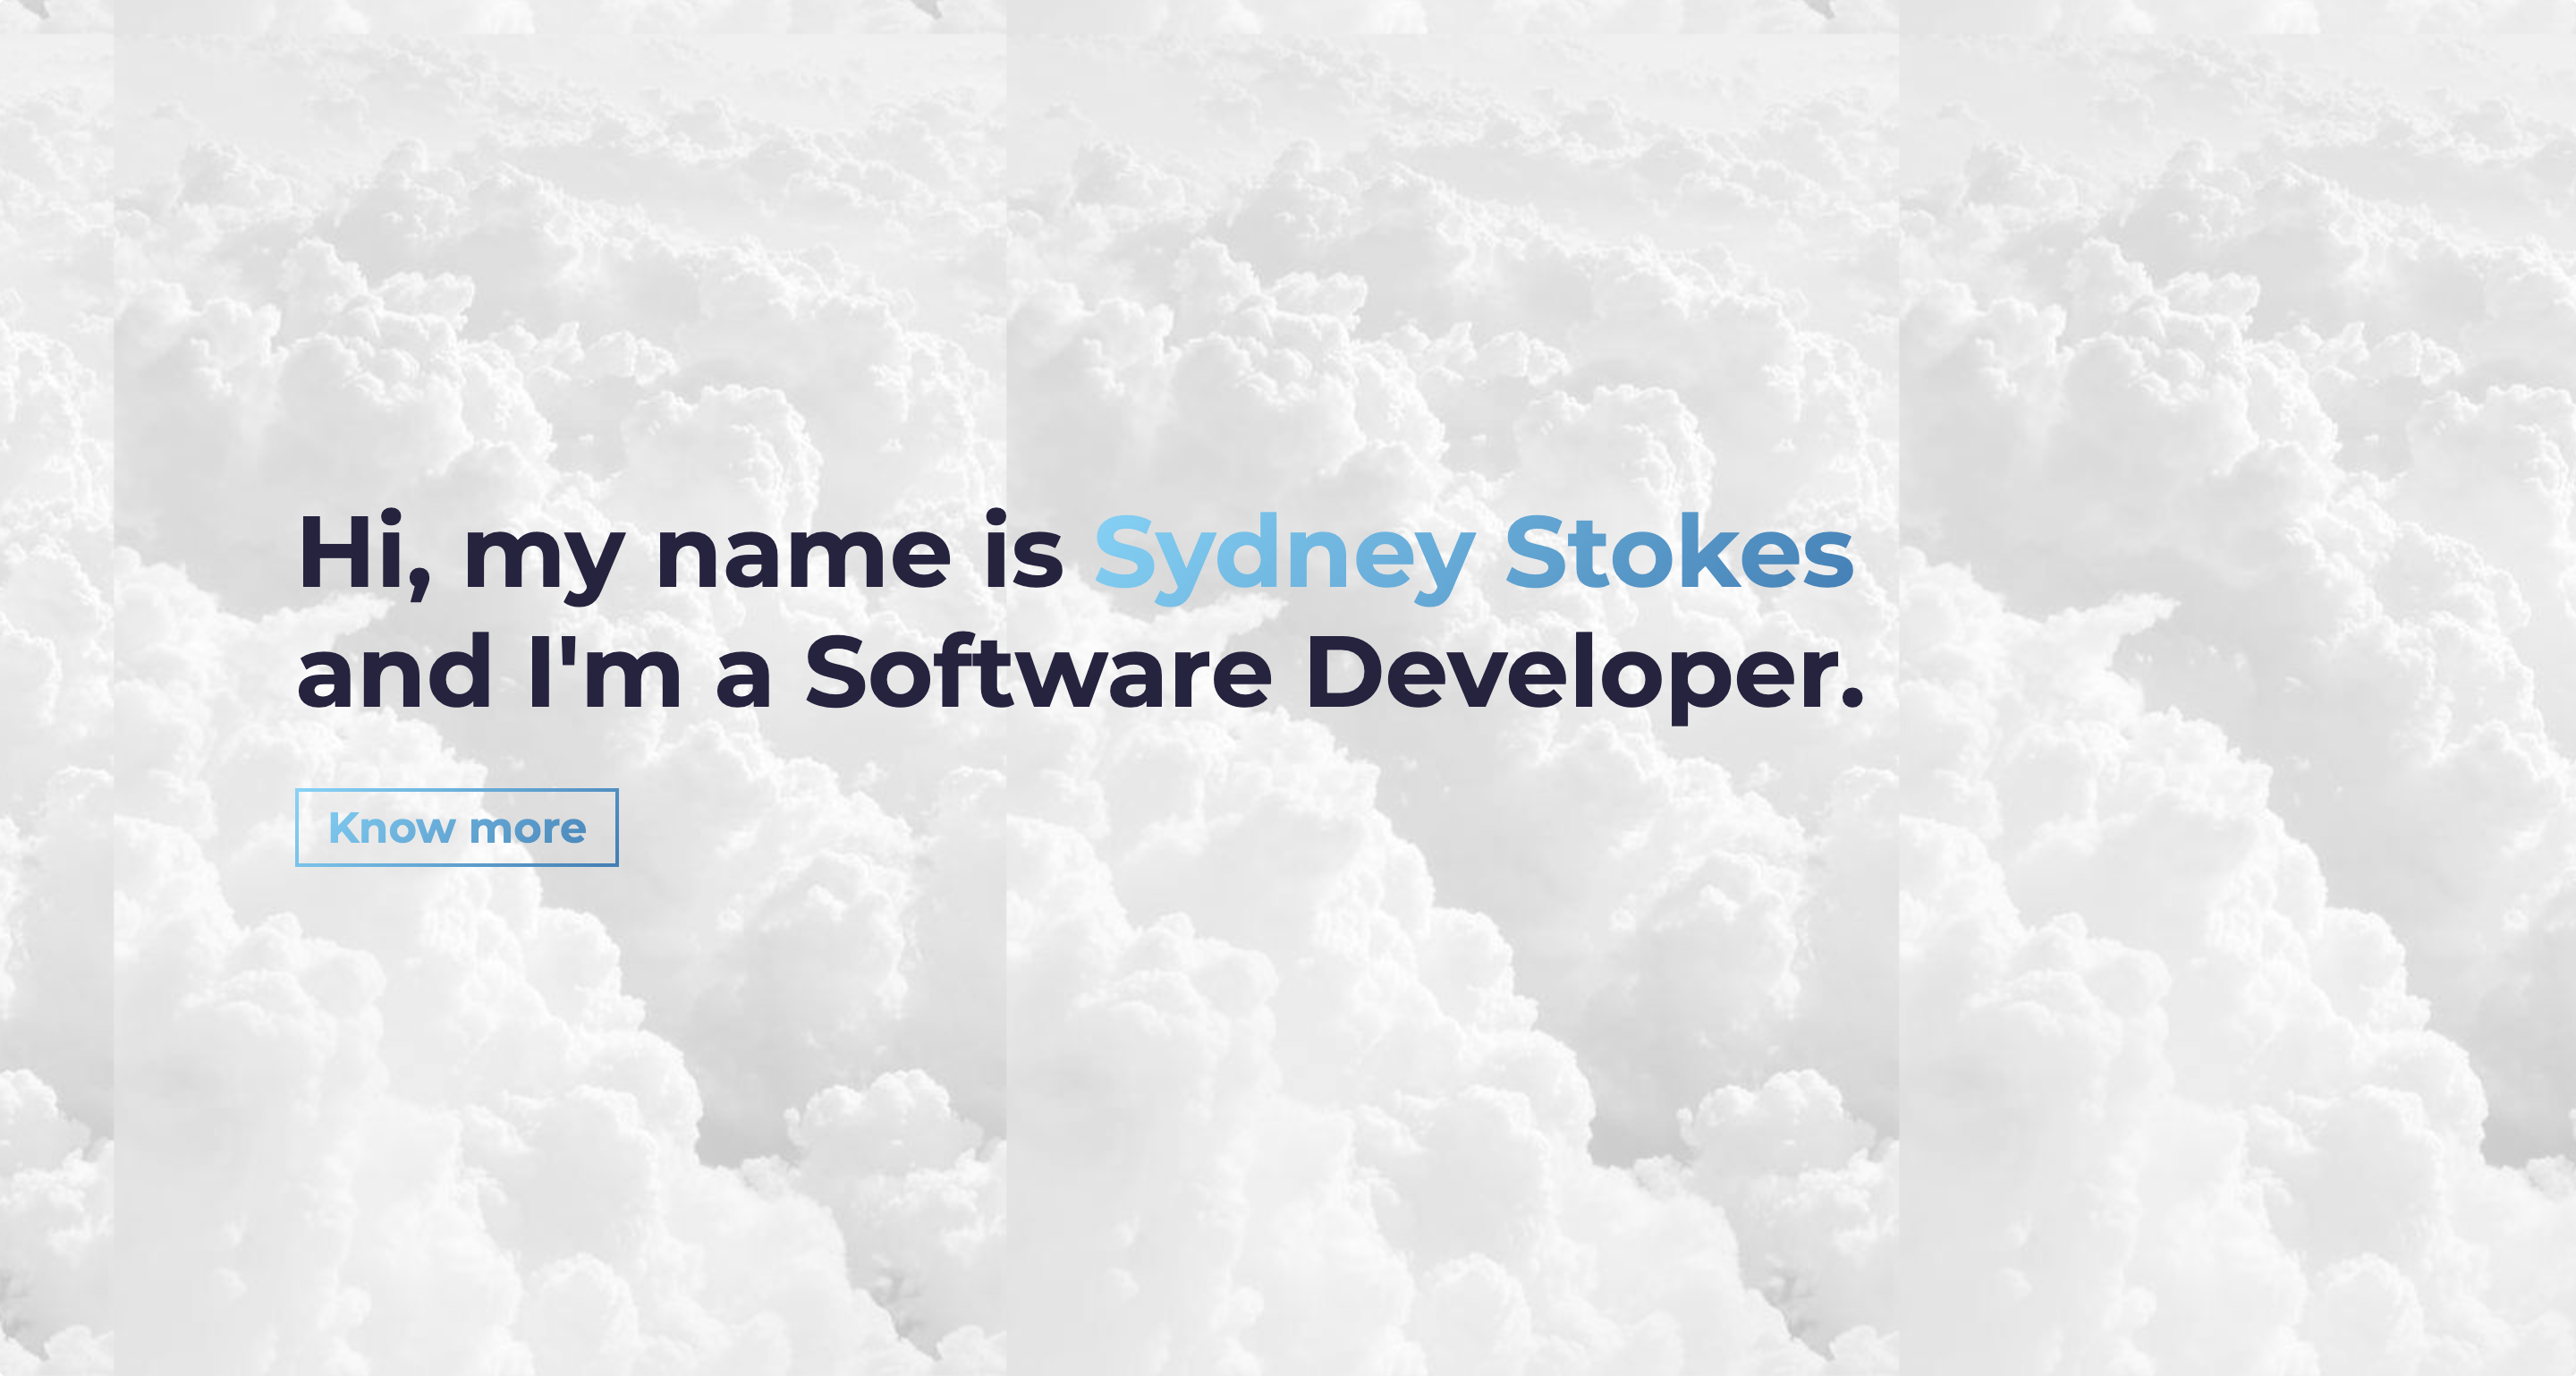 Hi, my name is Sydney Stokes
and I'm a Software Developer.
Know more